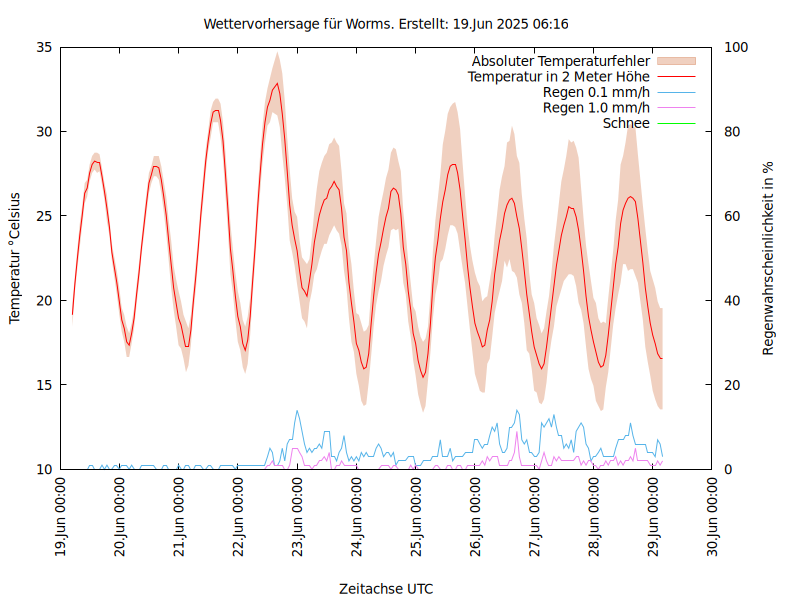 Wettervorhersage für Worms. Erstellt: 19.Jun 2025 06:16
35
30
25
20
15
10
100
80
60
40
20
0
Absoluter Temperaturfehler
Temperatur in 2 Meter Höhe
Regen 0.1 mm/h
Regen 1.0 mm/h
Schnee
Temperatur °Celsius
Regenwahrscheinlichkeit in %
19.Jun 00:00
20.Jun 00:00
21.Jun 00:00
22.Jun 00:00
23.Jun 00:00
24.Jun 00:00
25.Jun 00:00
26.Jun 00:00
27.Jun 00:00
28.Jun 00:00
29.Jun 00:00
30.Jun 00:00
Zeitachse UTC